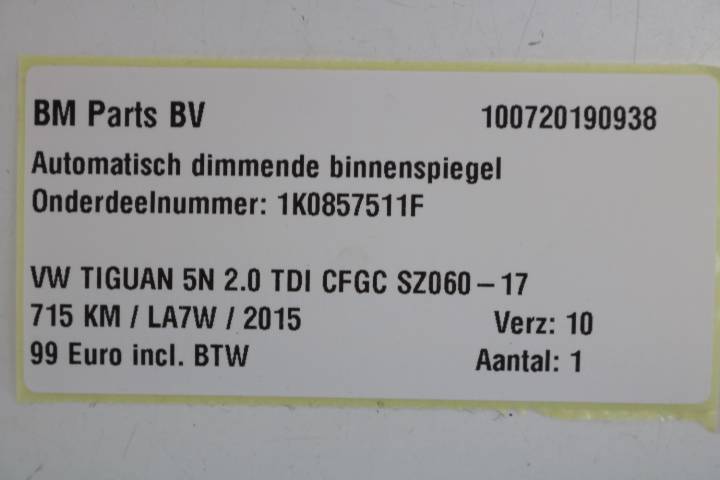 BM Parts BV 100720190938
Automatisch dimmende binnenspiegel
Onderdeelnummer: 1K0857511F
VW TIGUAN 5N 2.0 TDI CFGC SZ060-17
715 KM / LA7W / 2015 Verz: 10
99 Euro incl. BTW Aantal: 1